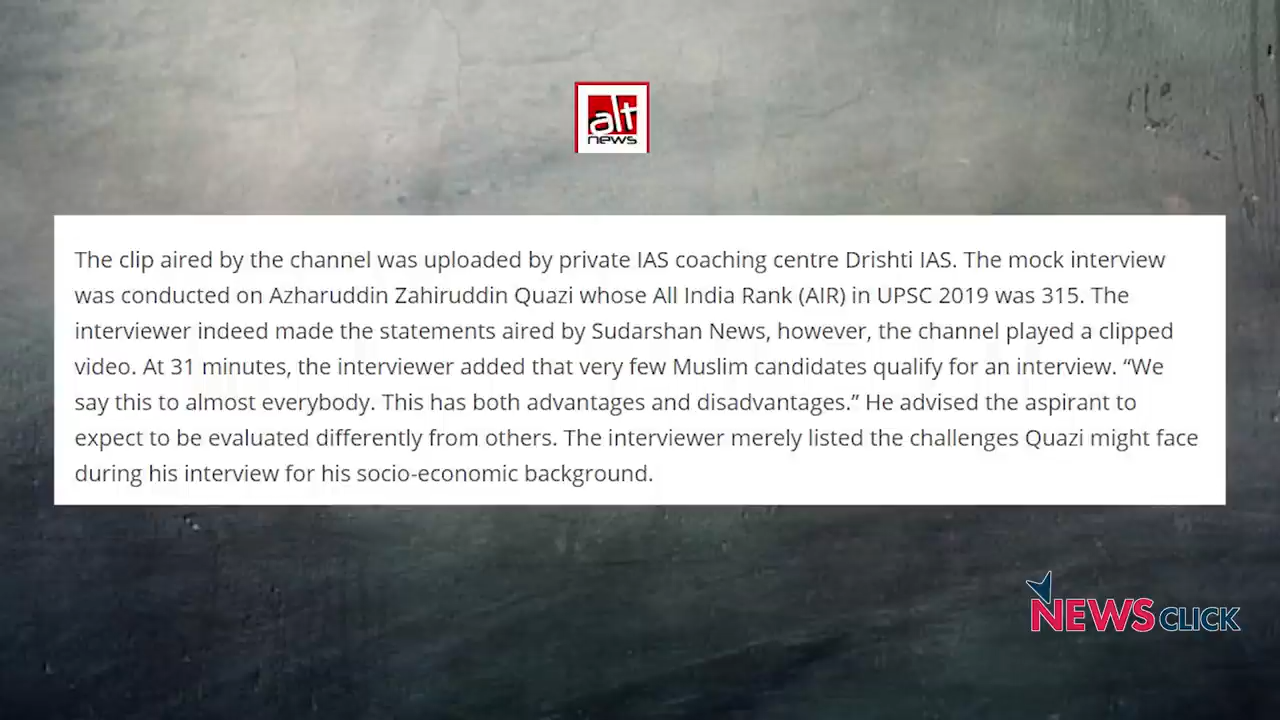 alt
news
The clip aired by the channel was uploaded by private IAS coaching centre Drishti IAS. The mock interview
was conducted on Azharuddin Zahiruddin Quazi whose All India Rank (AIR) in UPSC 2019 was 315. The
interviewer indeed made the statements aired by Sudarshan News, however, the channel played a clipped
video. At 31 minutes, the interviewer added that very few Muslim candidates qualify for an interview. “We
say this to almost everybody. This has both advantages and disadvantages.” He advised the aspirant to
expect to be evaluated differently from others. The interviewer merely listed the challenges Quazi might face
during his interview for his socio-economic background.
NEWSCLICK